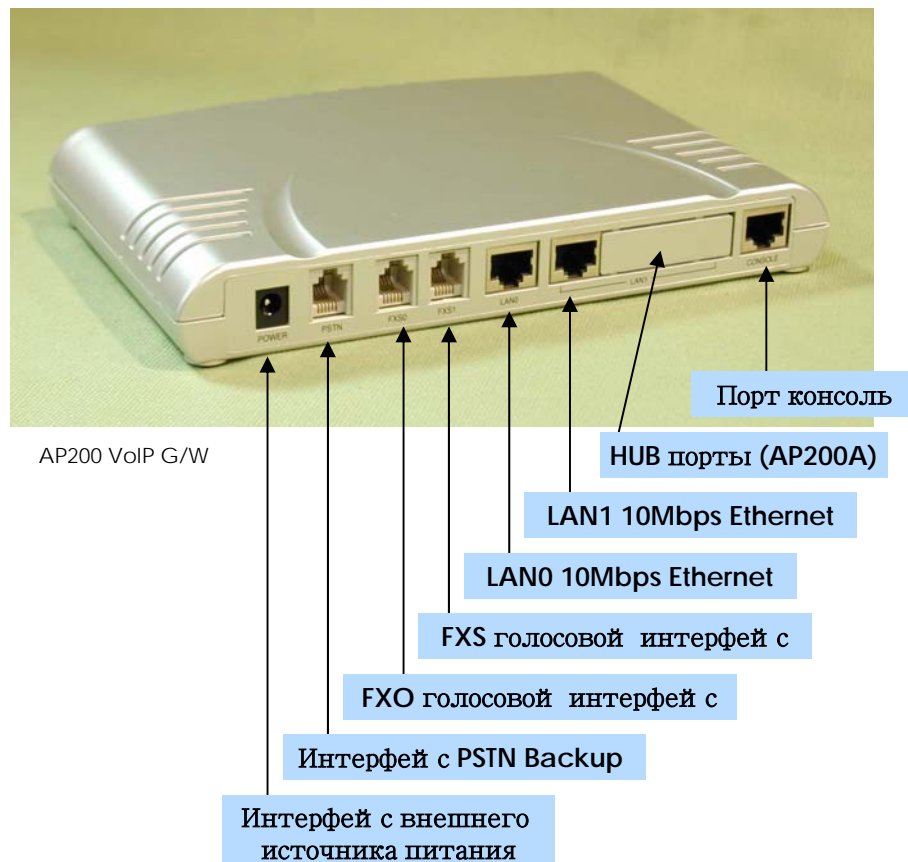 POWER
PSTN
FXS0
FXS1
LAN0
LAN1
CONSOLE
AP200 VoIP G/W
Порт консоль
HUB порты (AP200A)
LAN1 10Mbps Ethernet
LAN0 10Mbps Ethernet
FXS голосовой интерфей с
FXO голосовой интерфей с
Интерфей с PSTN Backup
Интерфей с внешнего
источника питания